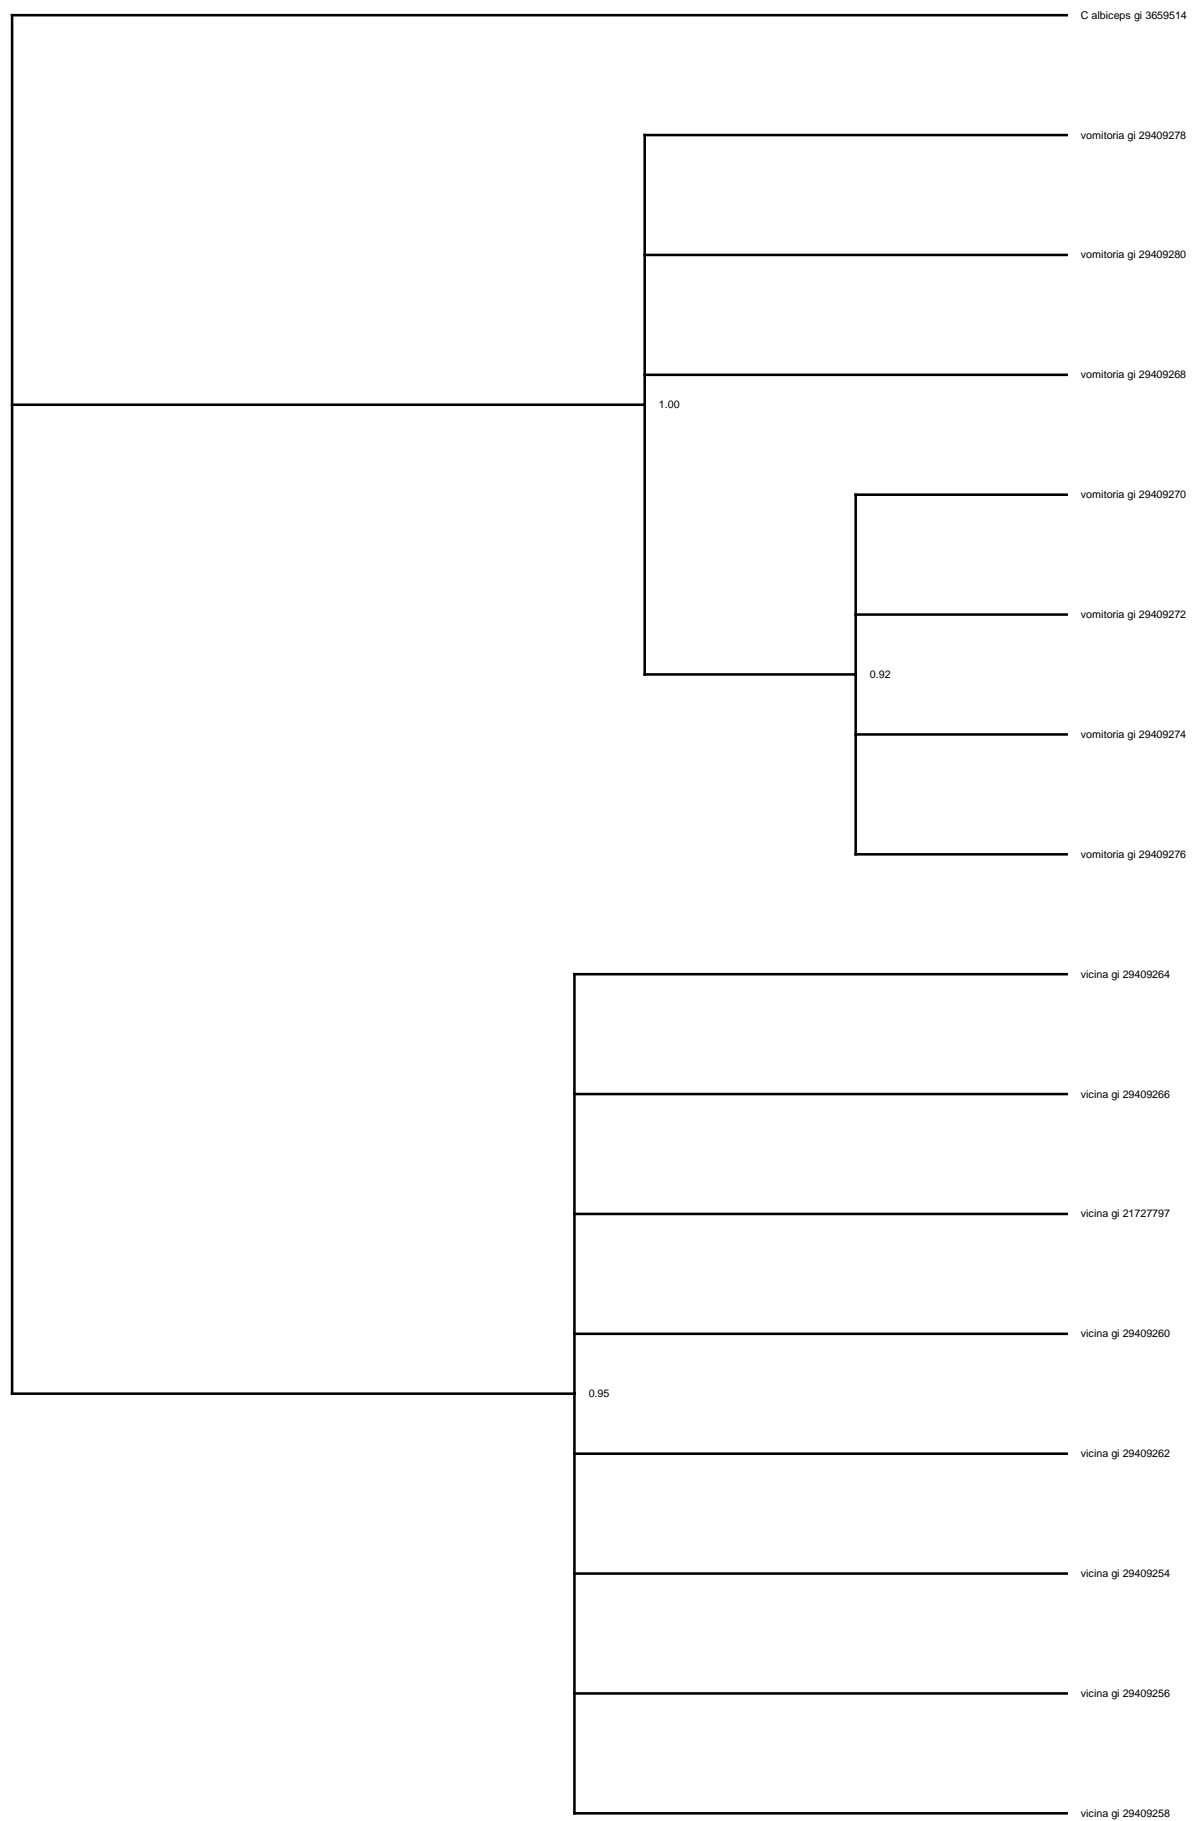 C albiceps gi 3659514
vomitoria gi 29409278
vomitoria gi 29409280
vomitoria gi 29409268
1.00
vomitoria gi 29409270
vomitoria gi 29409272
0.92
vomitoria gi 29409274
vomitoria gi 29409276
vicina gi 29409264
vicina gi 29409266
vicina gi 21727797
vicina gi 29409260
0.95
vicina gi 29409262
vicina gi 29409254
vicina gi 29409256
vicina gi 29409258